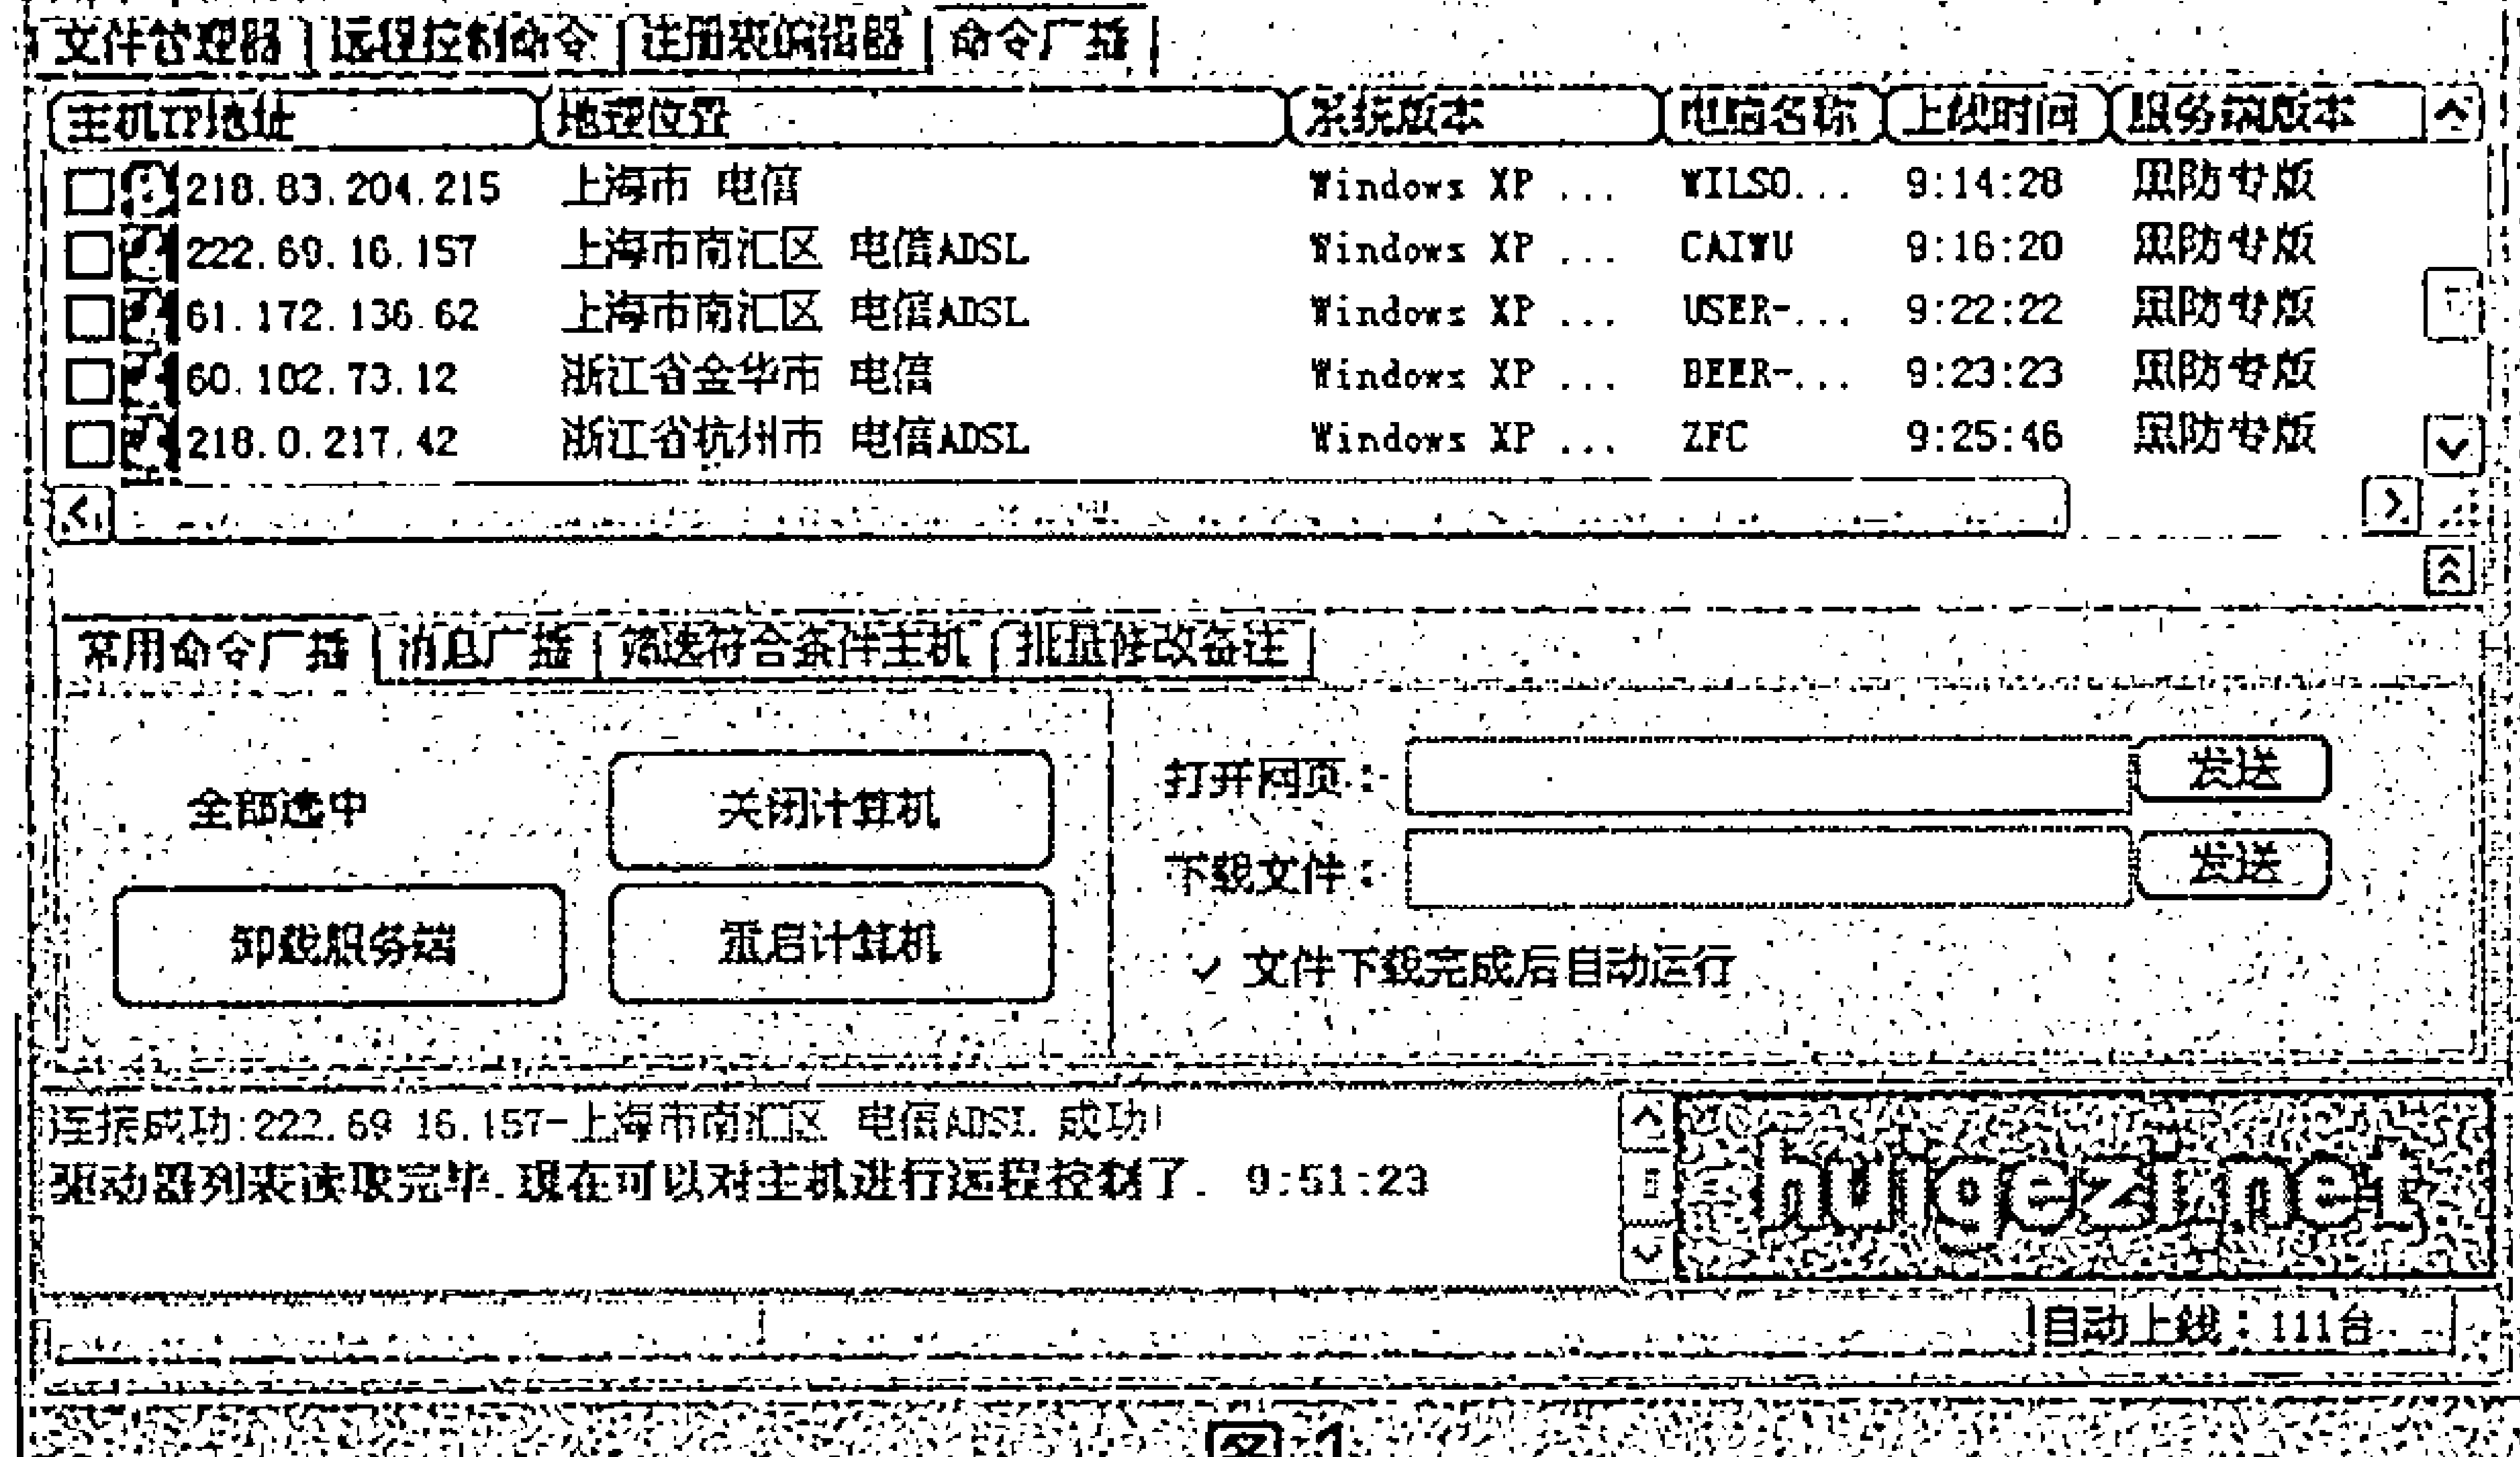 文件管理器 远程控制命令 注册表编辑器 命令广播
主机IP地址 地理位置 系统版本 电脑名称 上线时间 服务端版本
218.83.204.215 上海市 电信 Windows XP ... WILSO... 9:14:28 黑防专版
222.69.16.157 上海市南汇区 电信ADSL Windows XP ... CAIWU 9:16:20 黑防专版
61.172.136.62 上海市南汇区 电信ADSL Windows XP ... USER-... 9:22:22 黑防专版
60.102.73.12 浙江省金华市 电信 Windows XP ... BEER-... 9:23:23 黑防专版
218.0.217.42 浙江省杭州市 电信ADSL Windows XP ... ZFC 9:25:46 黑防专版
常用命令广播 消息广播 筛选符合条件主机 批量修改备注
打开网页: 发送
全部选中 关闭计算机
下载文件: 发送
卸载服务端 重启计算机
文件下载完成后自动运行
连接成功:222.69.16.157-上海市南汇区 电信ADSL 成功!
驱动器列表读取完毕.现在可以对主机进行远程控制了. 9:51:23
huigezi.net
自动上线:111台
图1